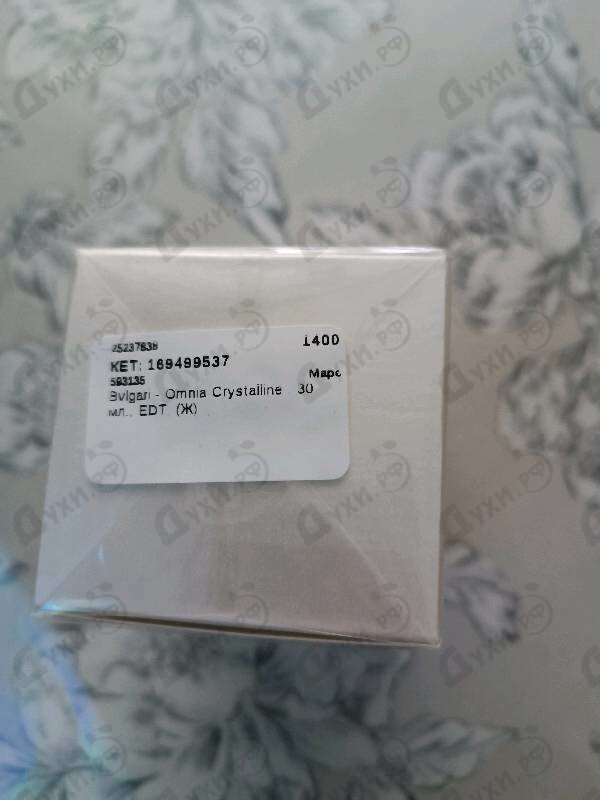 25237838 1400
КЕТ: 169499537
593135 Марс
Bvlgari - Omnia Crystalline 30
мл., EDT (Ж)
Духи.рф